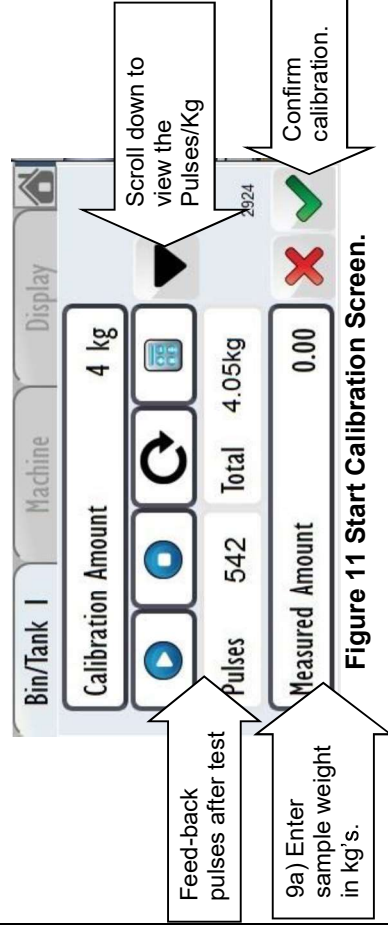 Bin/Tank 1
Machine
Display
Calibration Amount 4 kg
Pulses 542 Total 4.05kg
2924
Measured Amount 0.00
Scroll down to
view the
Pulses/Kg
Confirm
calibration.
Feed-back
pulses after test
9a) Enter
sample weight
in kg's.
Figure 11 Start Calibration Screen.